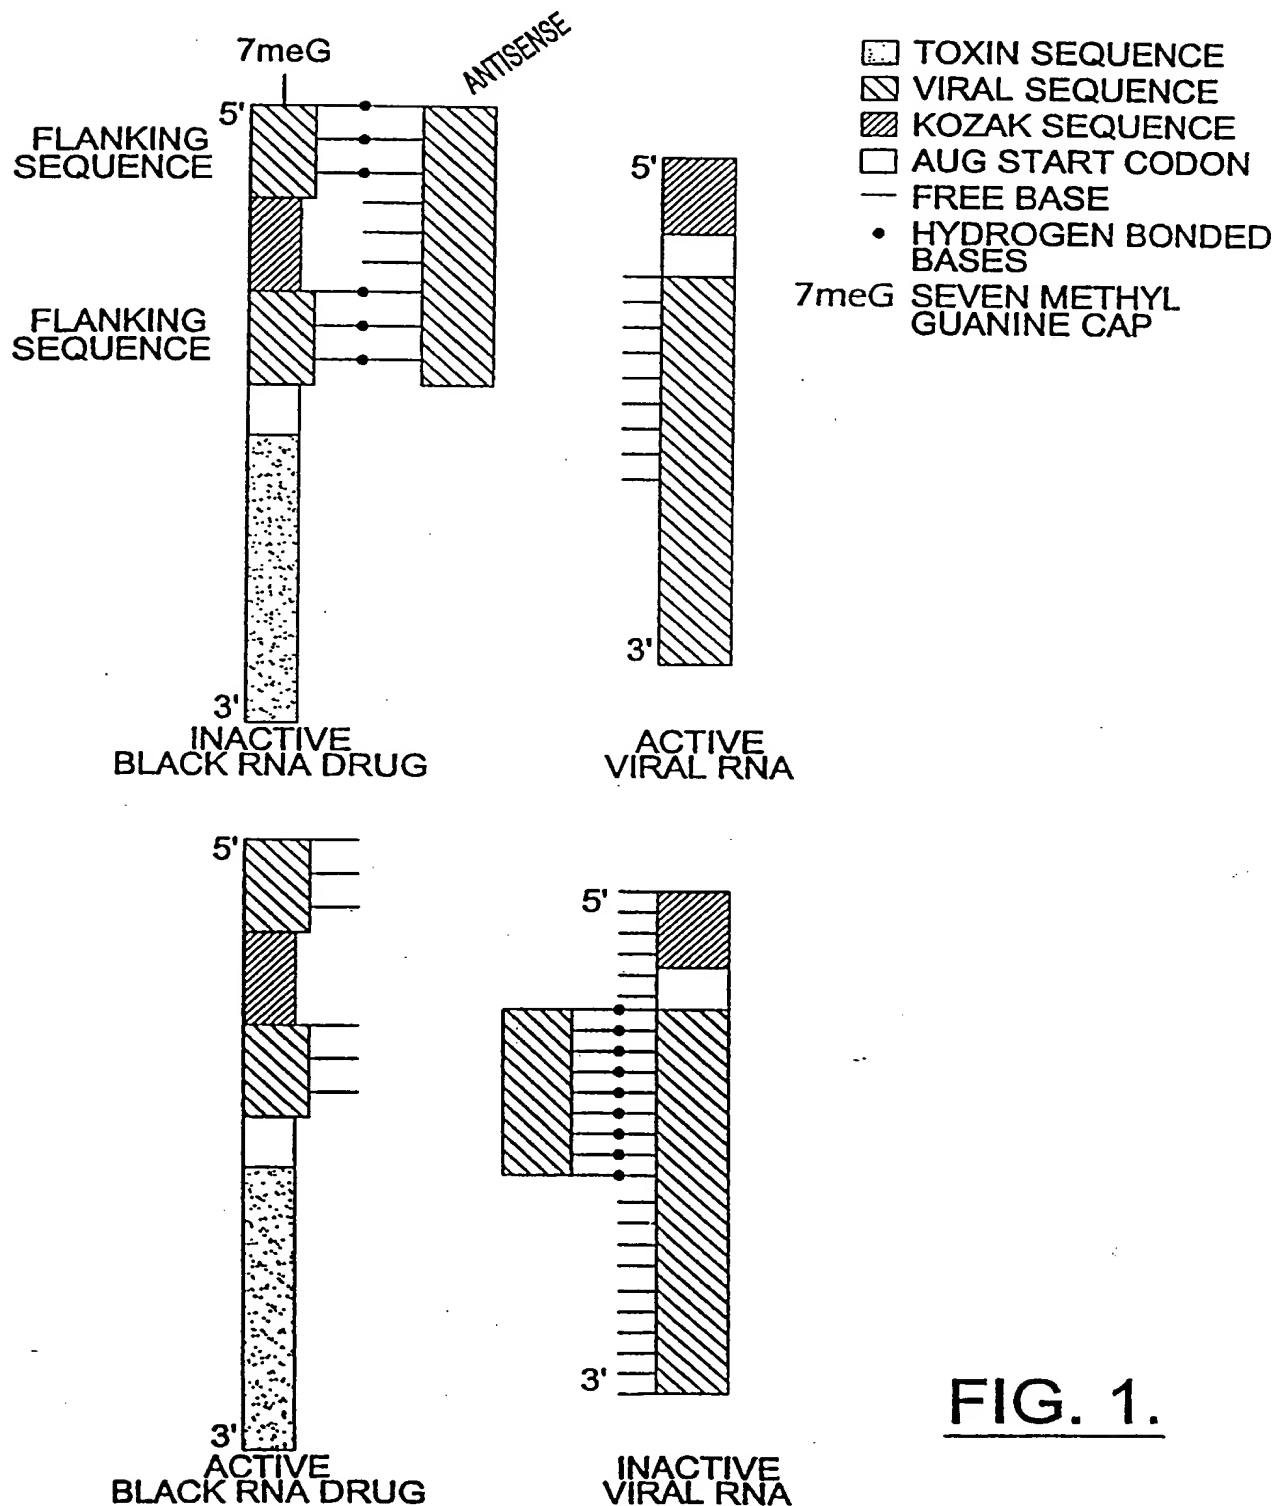 7meG
ANTISENSE
5'
FLANKING
SEQUENCE
FLANKING
SEQUENCE
3'
INACTIVE
BLACK RNA DRUG
5'
3'
ACTIVE
VIRAL RNA
TOXIN SEQUENCE
VIRAL SEQUENCE
KOZAK SEQUENCE
AUG START CODON
FREE BASE
HYDROGEN BONDED
BASES
7meG SEVEN METHYL
GUANINE CAP
5'
3'
ACTIVE
BLACK RNA DRUG
5'
3'
INACTIVE
VIRAL RNA
FIG. 1.